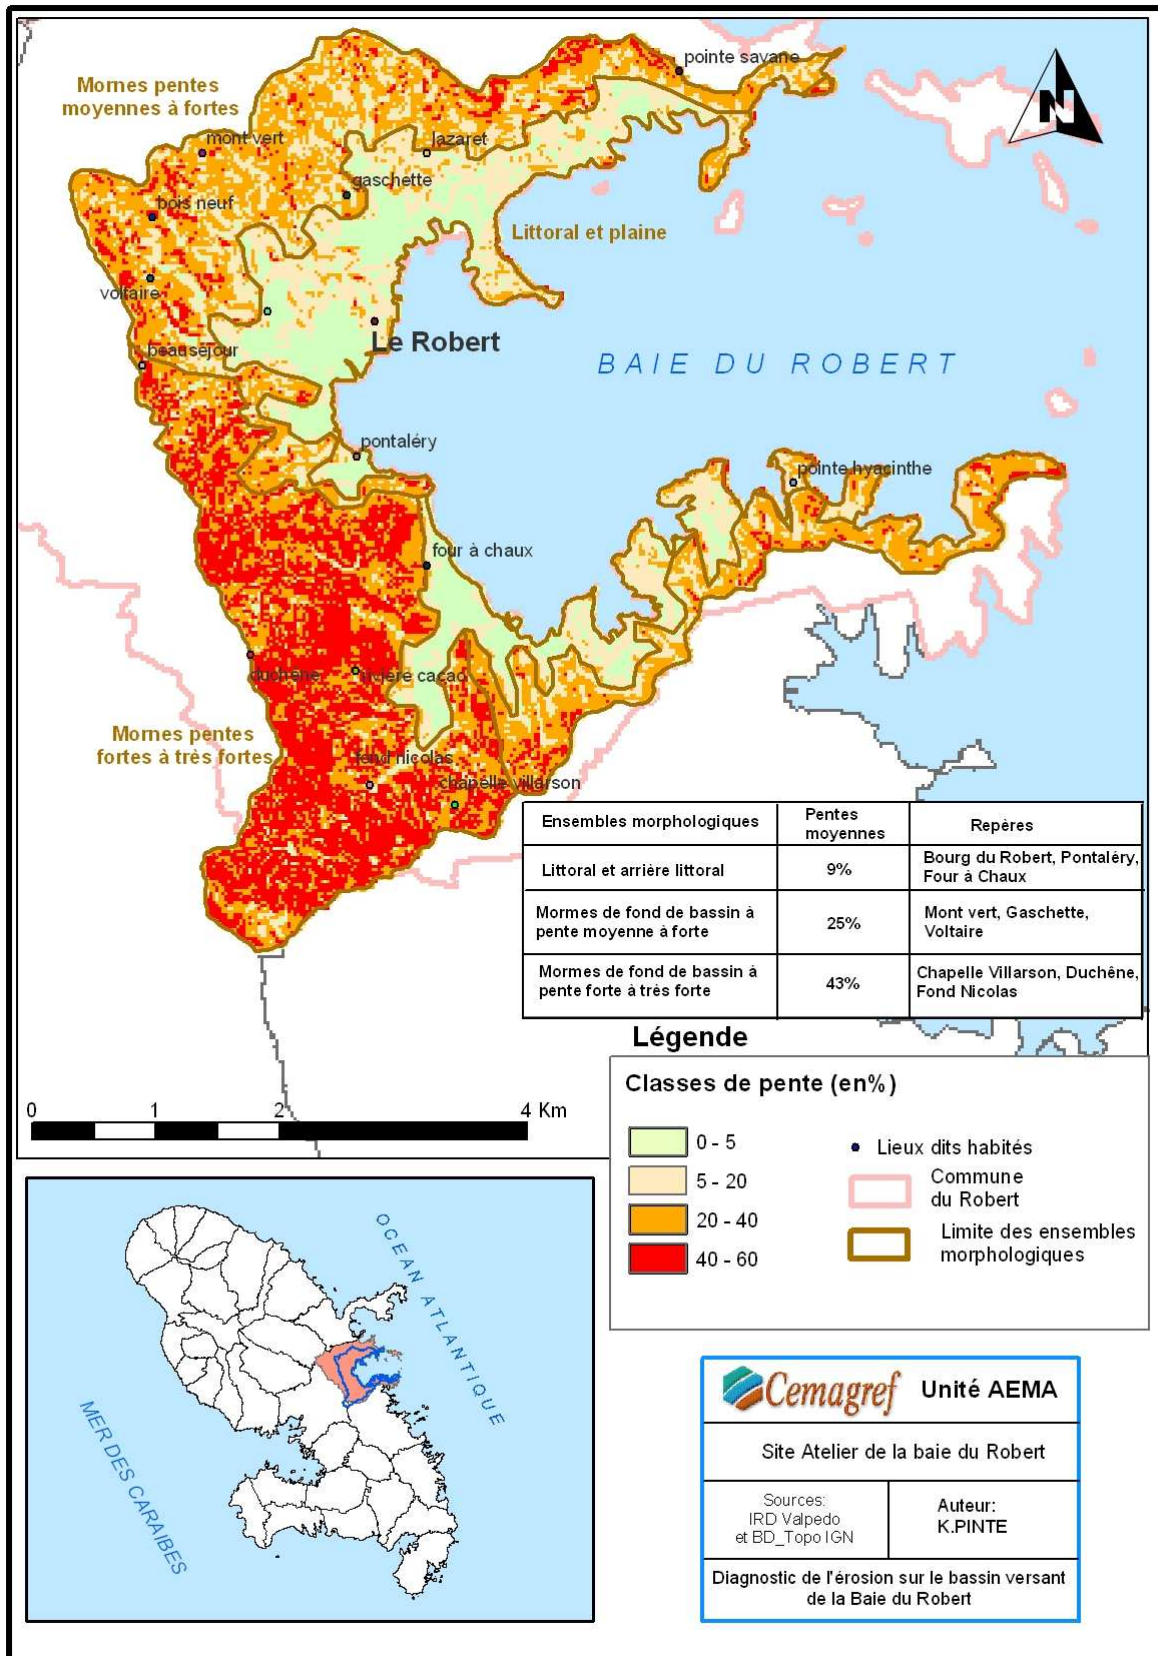 pointe savane
Mornes pentes
moyennes à fortes
N
mont vert
lazaret
gaschette
bois neuf
Littoral et plaine
voltaire
Le Robert
beauséjour
BAIE DU ROBERT
pontaléry
pointe hyacinthe
four à chaux
duchêne
rivière cacao
Mornes pentes
fortes à très fortes
fond nicolas
chapelle villarson
Ensembles morphologiques
Pentes
moyennes
Repères
Littoral et arrière littoral
9%
Bourg du Robert, Pontaléry,
Four à Chaux
Mormes de fond de bassin à
pente moyenne à forte
25%
Mont vert, Gaschette,
Voltaire
Mormes de fond de bassin à
pente forte à très forte
43%
Chapelle Villarson, Duchêne,
Fond Nicolas
Légende
0 1 2 4 Km
Classes de pente (en%)
0 - 5
5 - 20
20 - 40
40 - 60
Lieux dits habités
Commune
du Robert
Limite des ensembles
morphologiques
OCEAN ATLANTIQUE
MER DES CARAIBES
Cemagref Unité AEMA
Site Atelier de la baie du Robert
Sources:
IRD Valpedo
et BD_Topo IGN
Auteur:
K.PINTE
Diagnostic de l'érosion sur le bassin versant
de la Baie du Robert